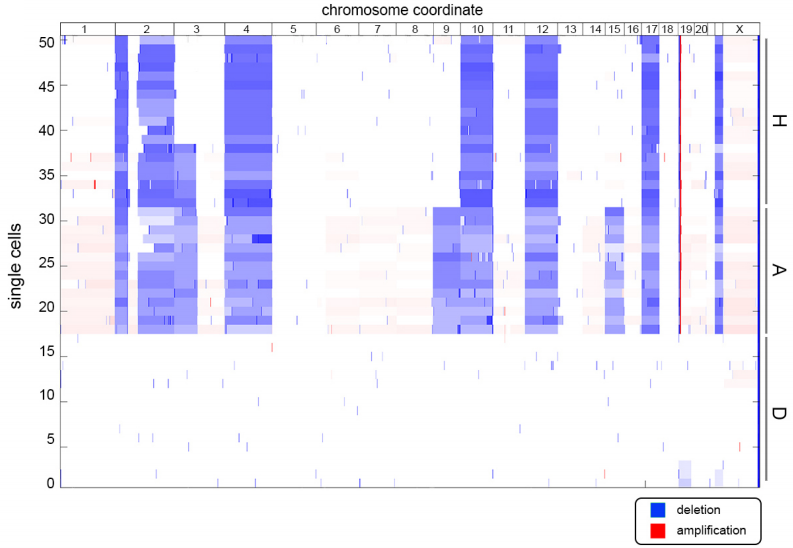 chromosome coordinate
1 2 3 4 5 6 7 8 9 10 11 12 13 14 15 16 17 18 19 20 X
50
45
40
35
30
25
20
15
10
5
0
single cells
H
A
D
deletion
amplification